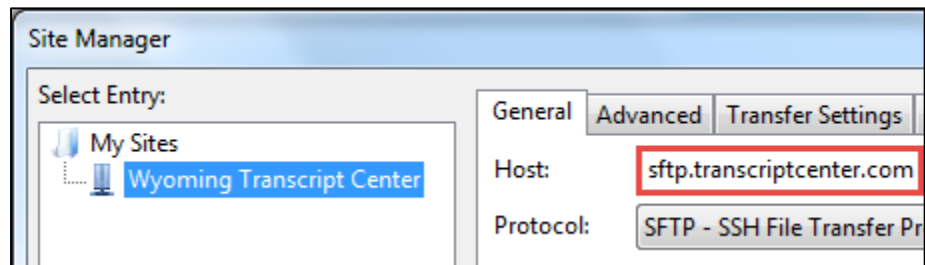 Site Manager
Select Entry:
My Sites
Wyoming Transcript Center
General Advanced Transfer Settings
Host: sftp.transcriptcenter.com
Protocol: SFTP - SSH File Transfer